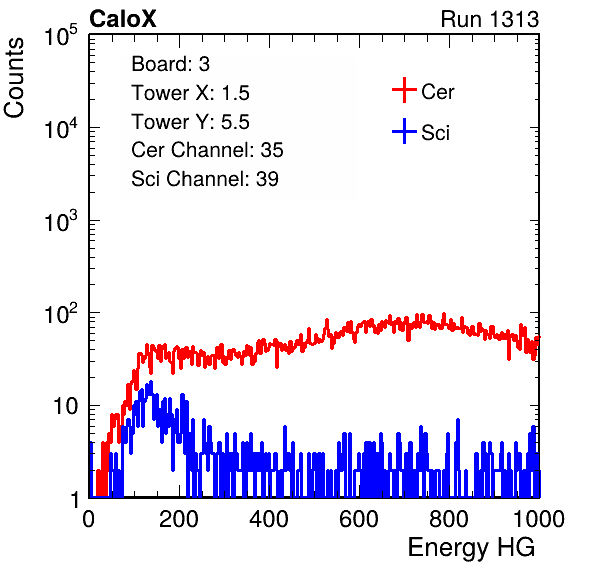 CaloX
Run 1313
Counts
10^5
10^4
10^3
10^2
10
1
Board: 3
Tower X: 1.5
Tower Y: 5.5
Cer Channel: 35
Sci Channel: 39
Cer
Sci
0 200 400 600 800 1000
Energy HG